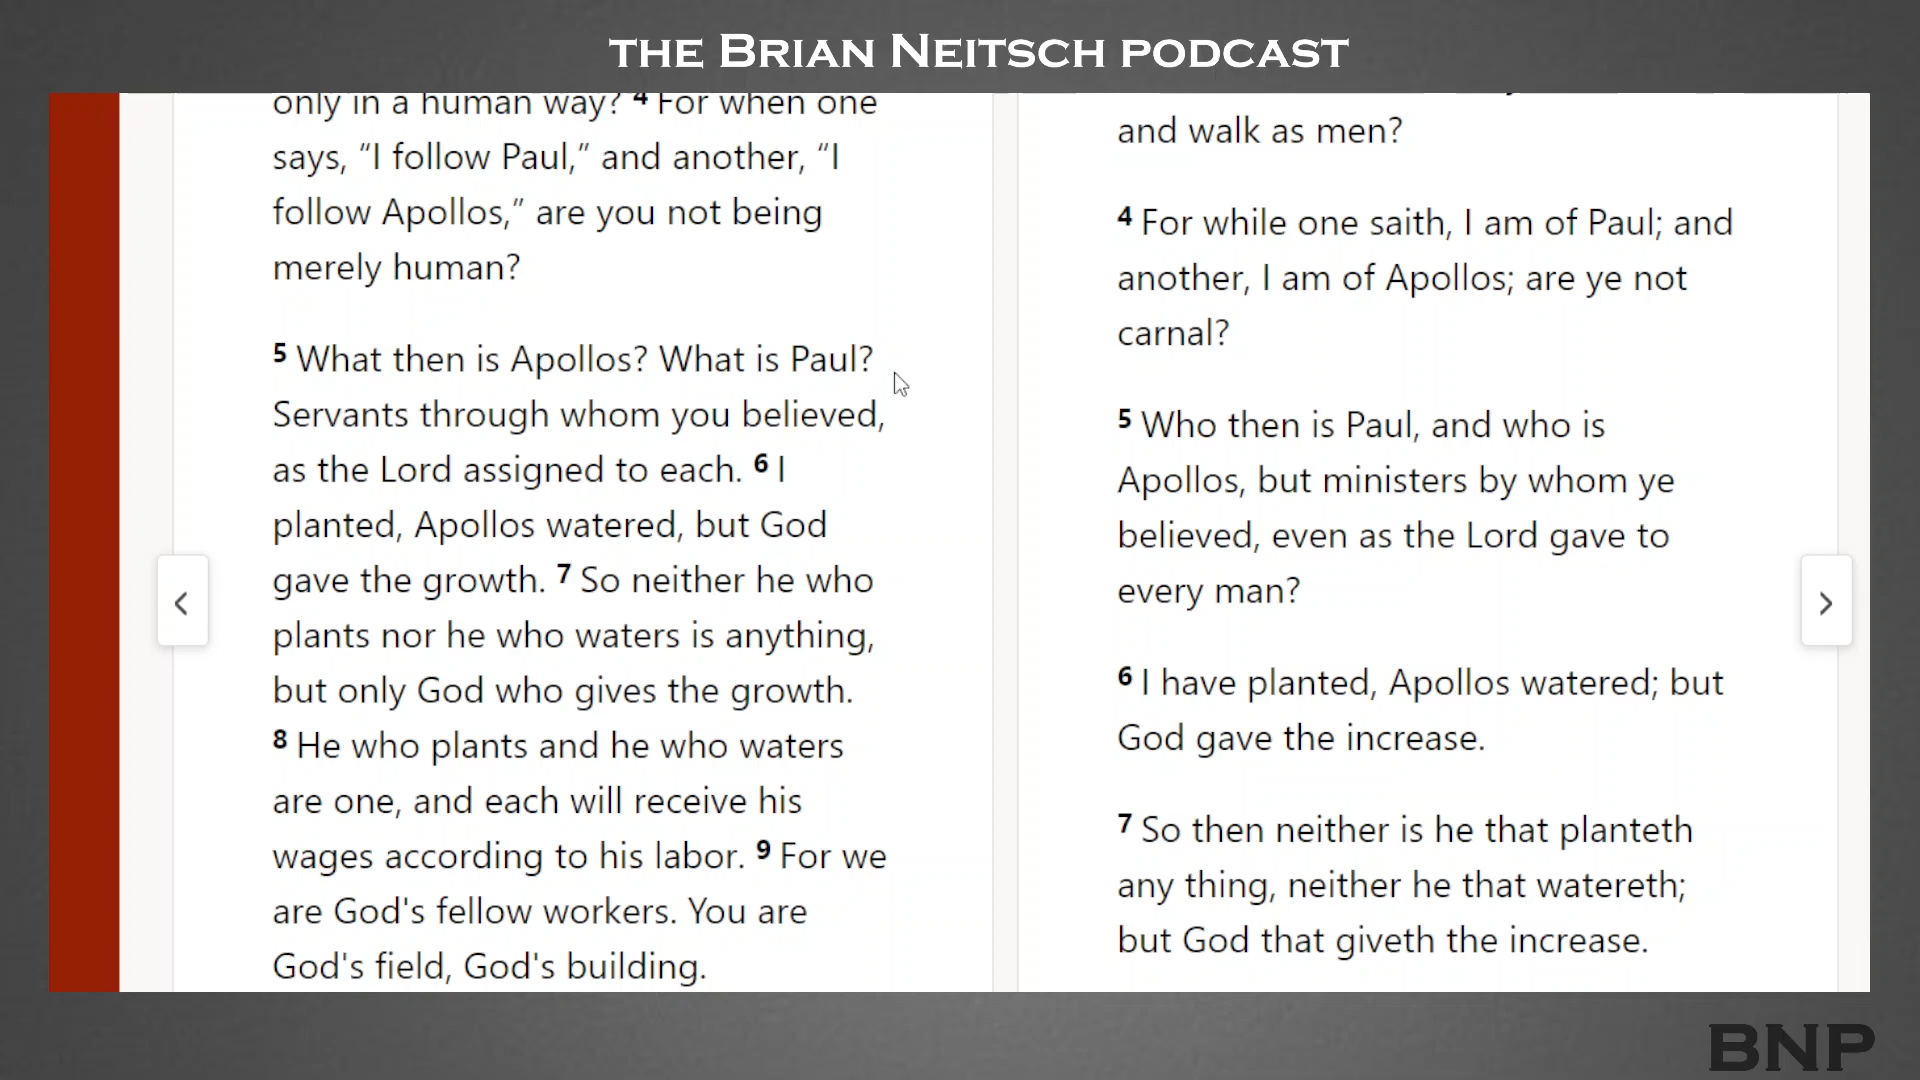 THE BRIAN NEITSCH PODCAST
only in a human way? 4 For when one
says, “I follow Paul,” and another, “I
follow Apollos,” are you not being
merely human?
5 What then is Apollos? What is Paul?
Servants through whom you believed,
as the Lord assigned to each. 6 I
planted, Apollos watered, but God
gave the growth. 7 So neither he who
plants nor he who waters is anything,
but only God who gives the growth.
8 He who plants and he who waters
are one, and each will receive his
wages according to his labor. 9 For we
are God's fellow workers. You are
God's field, God's building.
and walk as men?
4 For while one saith, I am of Paul; and
another, I am of Apollos; are ye not
carnal?
5 Who then is Paul, and who is
Apollos, but ministers by whom ye
believed, even as the Lord gave to
every man?
6 I have planted, Apollos watered; but
God gave the increase.
7 So then neither is he that planteth
any thing, neither he that watereth;
but God that giveth the increase.
BNP